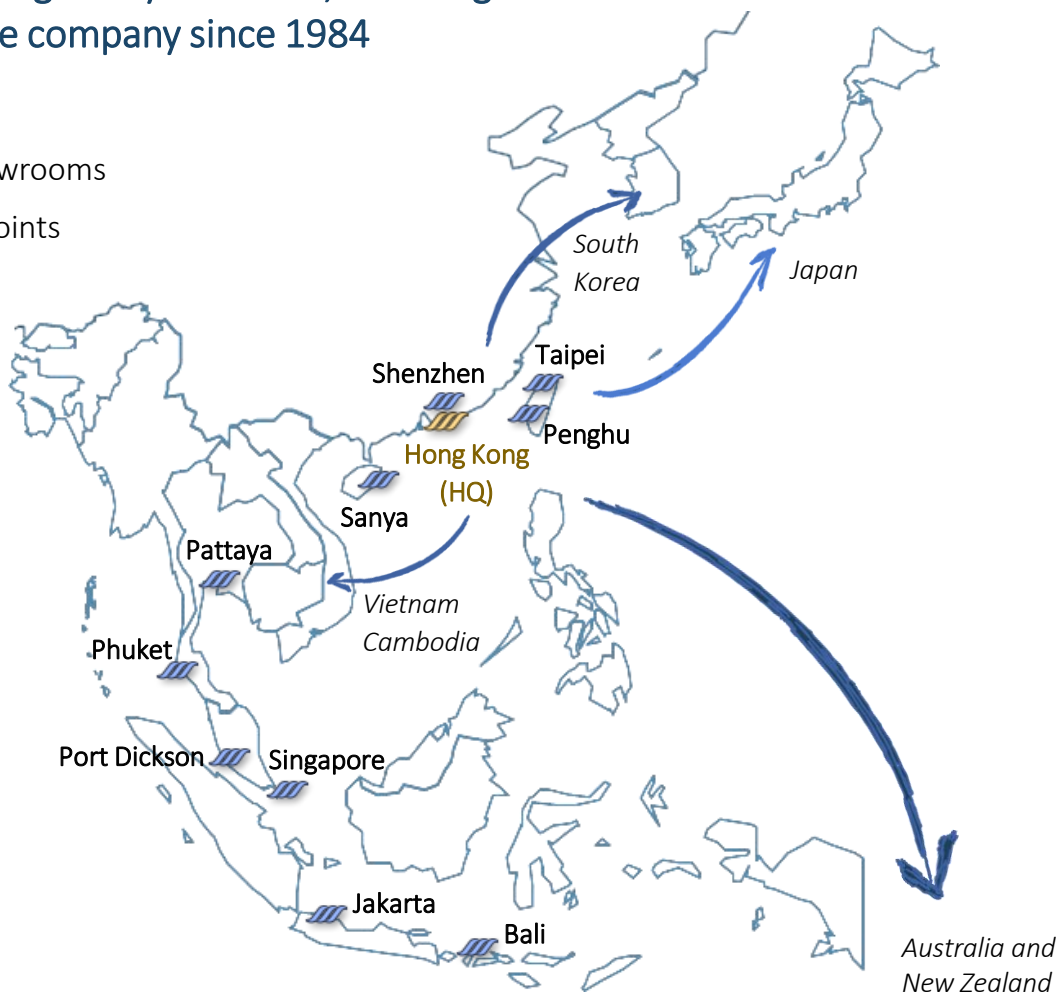 e company since 1984
wrooms
oints
South
Korea
Japan
Taipei
Shenzhen
Penghu
Hong Kong
(HQ)
Sanya
Pattaya
Vietnam
Cambodia
Phuket
Port Dickson
Singapore
Jakarta
Bali
Australia and
New Zealand